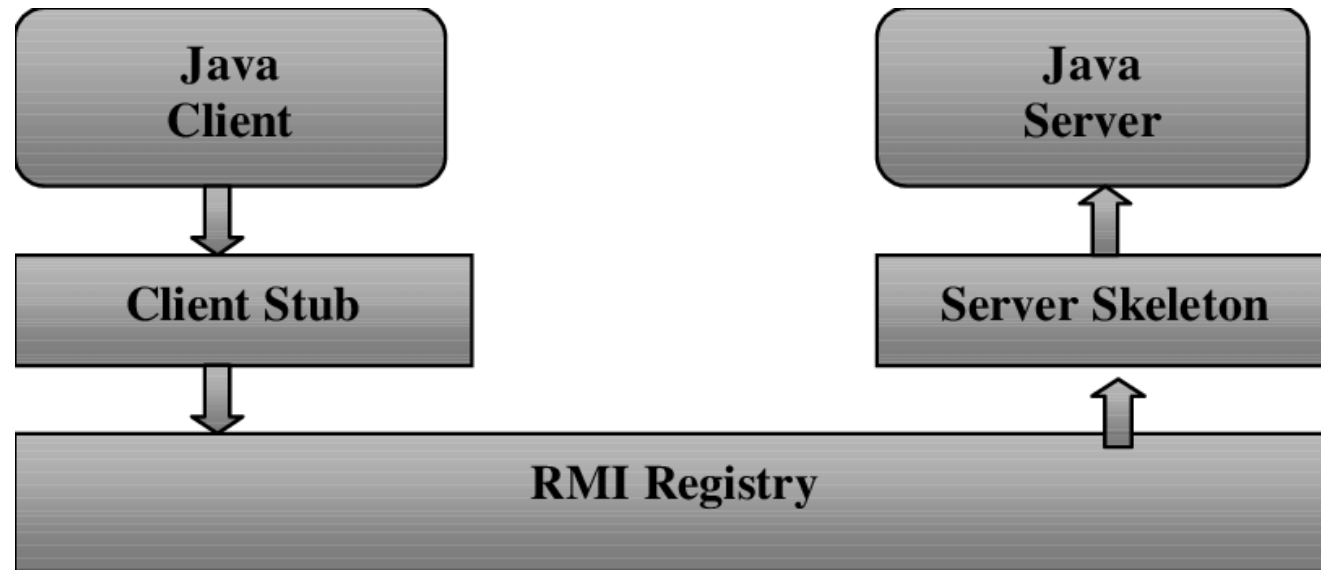 Java
Client
Java
Server
Client Stub
Server Skeleton
RMI Registry